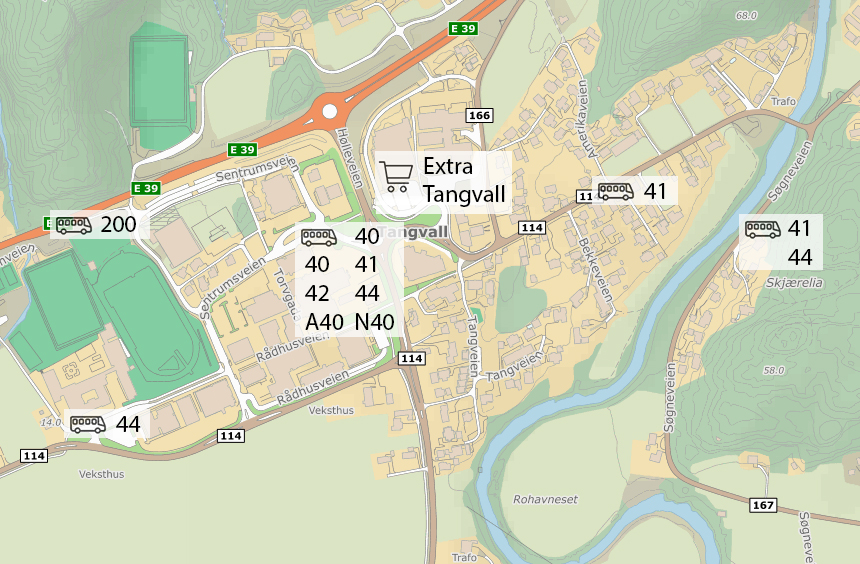 68.0
E 39
Trafo
166
Hølleveien
Amerikaveien
E 39
Sentrumsveien
Søgneveien
Extra
Tangvall
E 39
41
114
200
40
40 41
42 44
A40 N40
Tangvall
114
41
44
Bekkeveien
Skjærelia
Sentrumsveien
Rådhusveien
Tangveien
114
Tangveien
58.0
Rådhusveien
Veksthus
Søgneveien
14.0
44
114
114
Veksthus
Rohavneset
167
Trafo